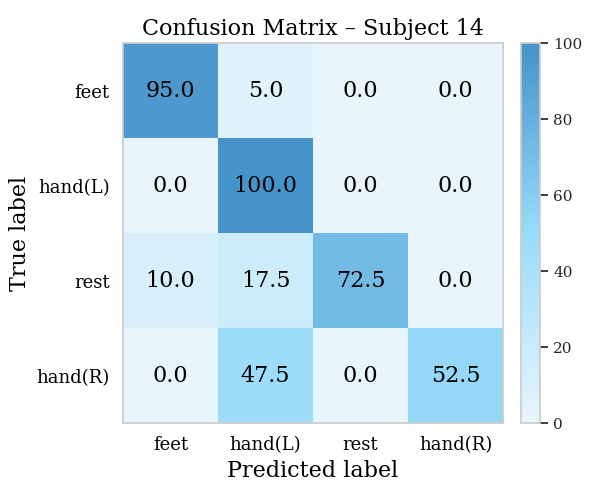 Confusion Matrix – Subject 14
feet 95.0 5.0 0.0 0.0
hand(L) 0.0 100.0 0.0 0.0
rest 10.0 17.5 72.5 0.0
hand(R) 0.0 47.5 0.0 52.5
feet hand(L) rest hand(R)
Predicted label
True label
100
80
60
40
20
0